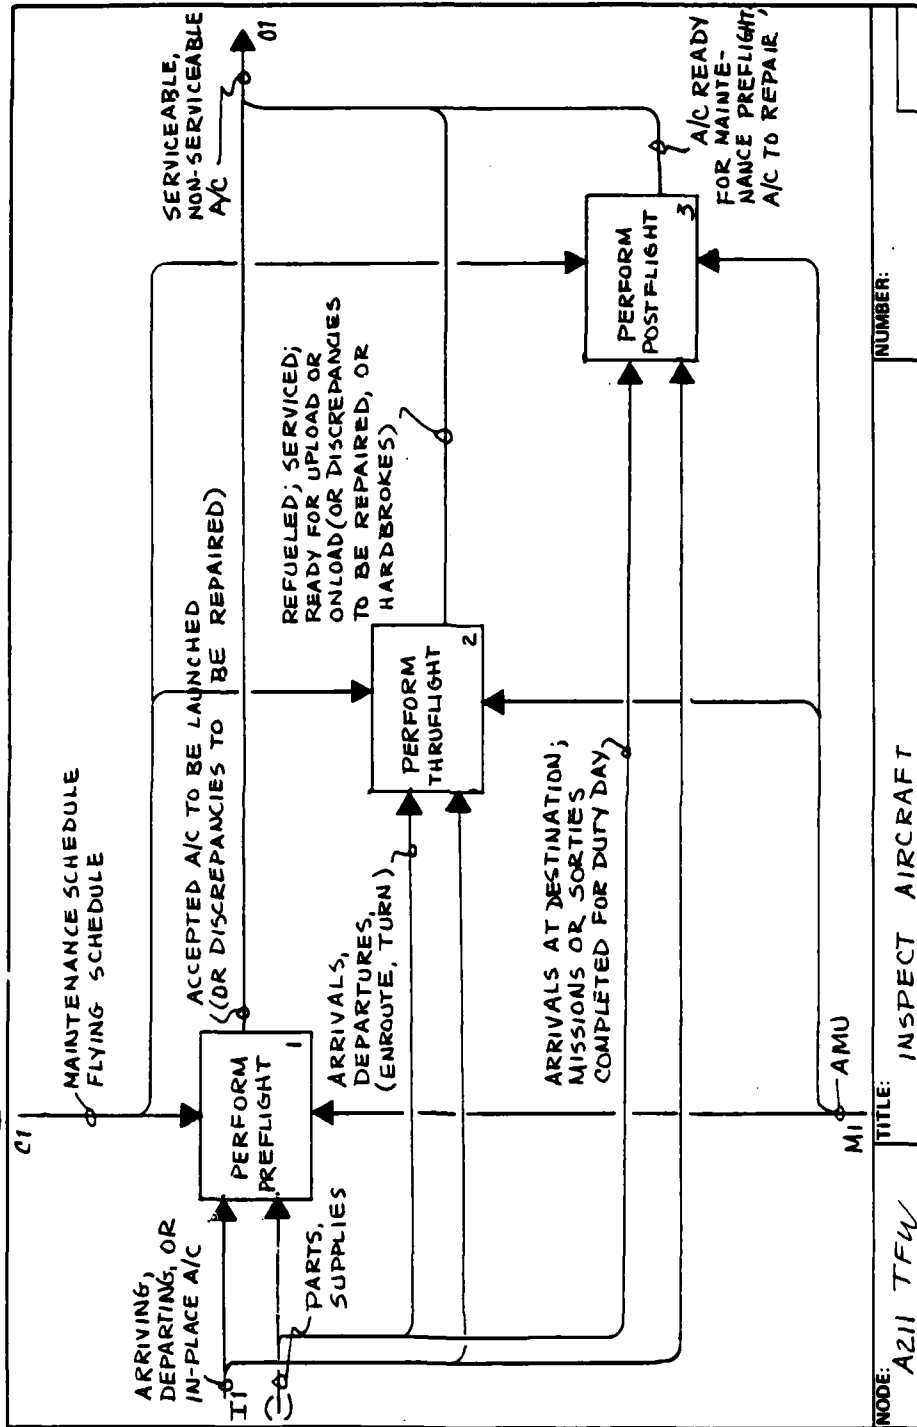 C1
MAINTENANCE SCHEDULE
FLYING SCHEDULE
SERVICEABLE,
NON-SERVICEABLE
A/C
O1
ACCEPTED A/C TO BE LAUNCHED
(OR DISCREPANCIES TO BE REPAIRED)
ARRIVING,
DEPARTING, OR
IN-PLACE A/C
I1
()
PARTS,
SUPPLIES
PERFORM
PREFLIGHT
1
REFUELED; SERVICED;
READY FOR UPLOAD OR
ONLOAD (OR DISCREPANCIES
TO BE REPAIRED, OR
HARDBROKES)
ARRIVALS,
DEPARTURES,
(ENROUTE, TURN)
PERFORM
THRUFLIGHT
2
ARRIVALS AT DESTINATION;
MISSIONS OR SORTIES
COMPLETED FOR DUTY DAY
PERFORM
POSTFLIGHT
3
A/C READY
FOR MAINTE-
NANCE PREFLIGHT,
A/C TO REPAIR
M1
AMU
NODE:
A211 TFW
TITLE:
INSPECT AIRCRAFT
NUMBER: